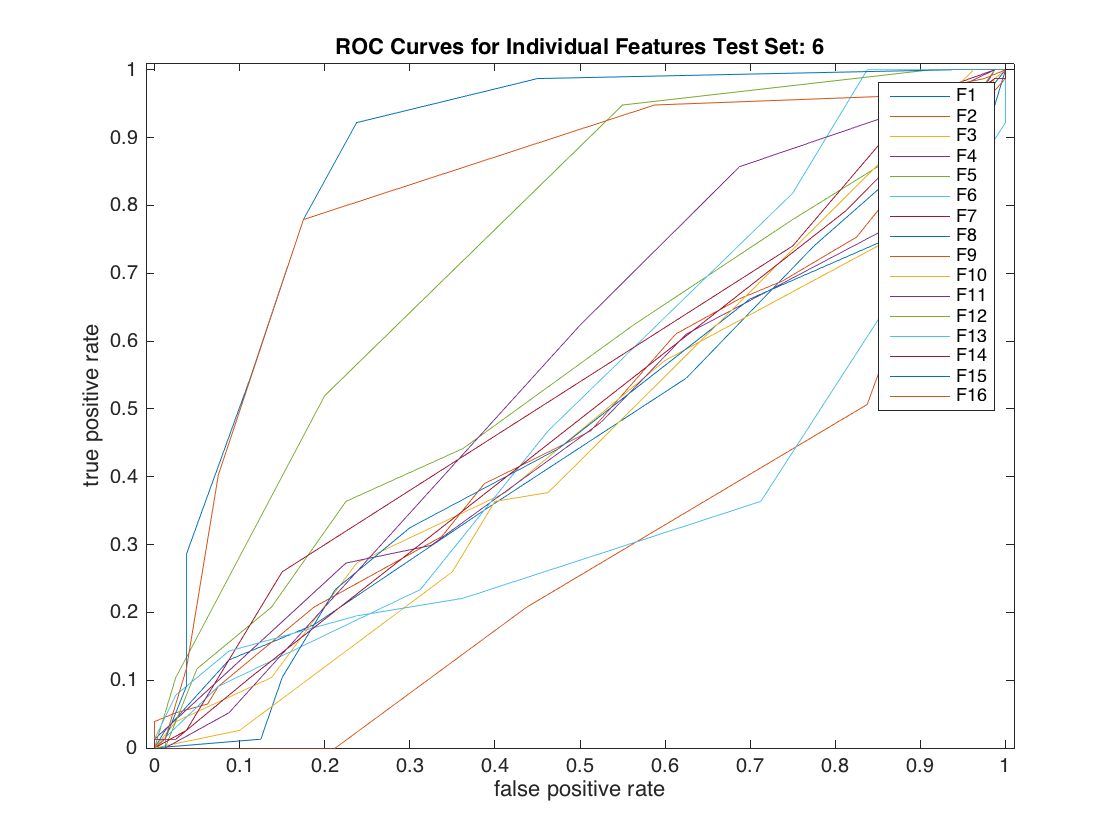 ROC Curves for Individual Features Test Set: 6
true positive rate
1
0.9
0.8
0.7
0.6
0.5
0.4
0.3
0.2
0.1
0
F1
F2
F3
F4
F5
F6
F7
F8
F9
F10
F11
F12
F13
F14
F15
F16
0 0.1 0.2 0.3 0.4 0.5 0.6 0.7 0.8 0.9 1
false positive rate